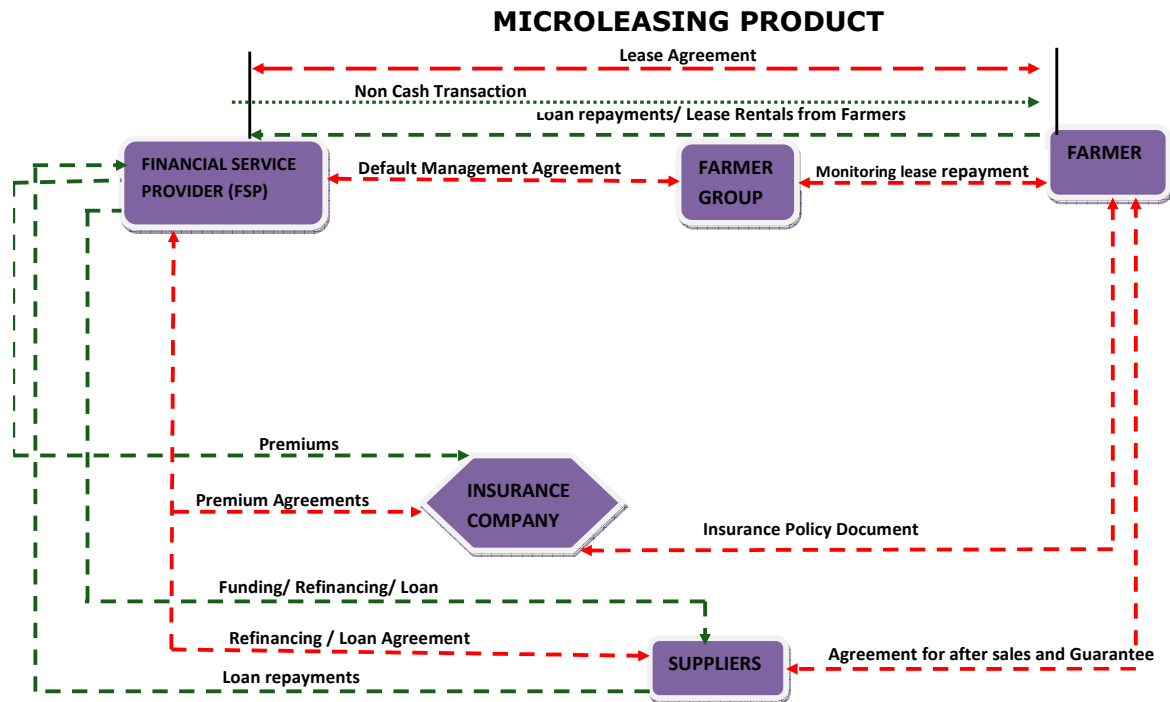 MICROLEASING PRODUCT
Lease Agreement
Non Cash Transaction
Loan repayments/ Lease Rentals from Farmers
FINANCIAL SERVICE
PROVIDER (FSP)
Default Management Agreement
FARMER
GROUP
Monitoring lease repayment
FARMER
Premiums
Premium Agreements
INSURANCE
COMPANY
Insurance Policy Document
Funding/ Refinancing/ Loan
Refinancing / Loan Agreement
Loan repayments
SUPPLIERS
Agreement for after sales and Guarantee